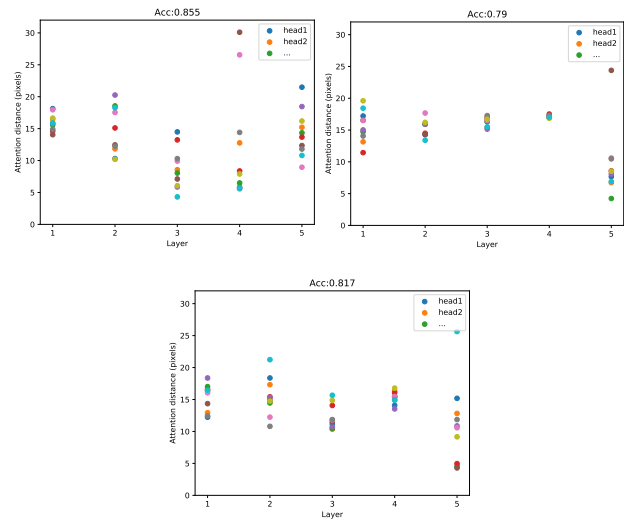 Acc:0.855
Attention distance (pixels)
30
25
20
15
10
5
0
1 2 3 4 5
Layer
head1
head2
...
Acc:0.79
Attention distance (pixels)
30
25
20
15
10
5
0
1 2 3 4 5
Layer
head1
head2
...
Acc:0.817
Attention distance (pixels)
30
25
20
15
10
5
0
1 2 3 4 5
Layer
head1
head2
...